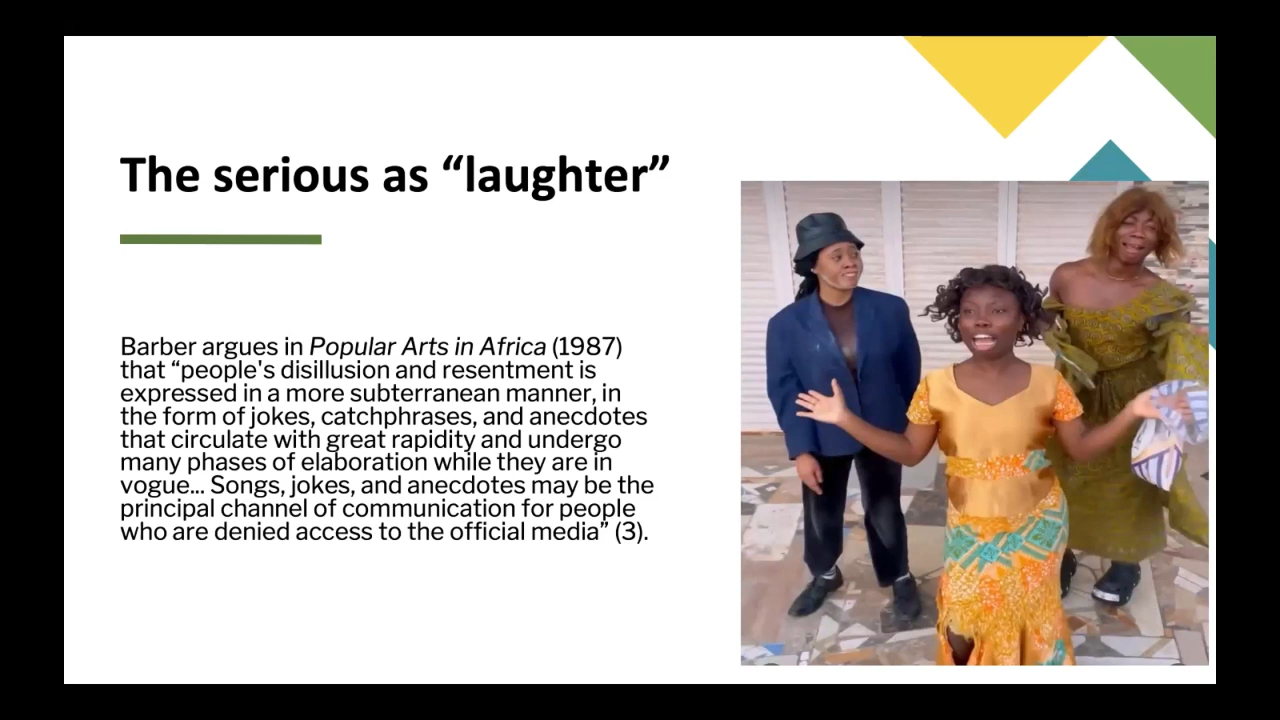 The serious as “laughter”
Barber argues in Popular Arts in Africa (1987)
that “people's disillusion and resentment is
expressed in a more subterranean manner, in
the form of jokes, catchphrases, and anecdotes
that circulate with great rapidity and undergo
many phases of elaboration while they are in
vogue... Songs, jokes, and anecdotes may be the
principal channel of communication for people
who are denied access to the official media” (3).